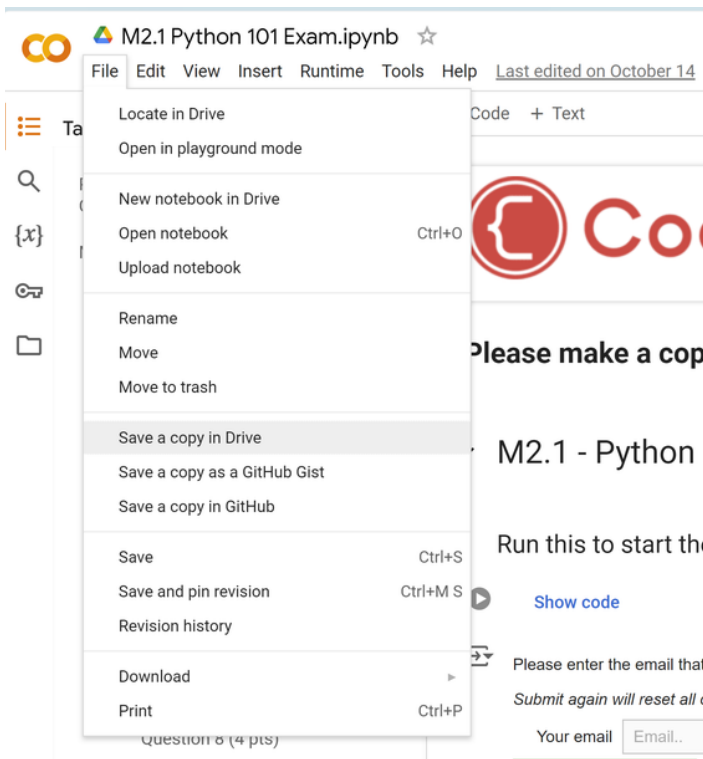 CO
M2.1 Python 101 Exam.ipynb
File Edit View Insert Runtime Tools Help Last edited on October 14
Code + Text
Ta
Locate in Drive
Open in playground mode
New notebook in Drive
Open notebook Ctrl+O
Upload notebook
{x}
Rename
Move
Move to trash
Save a copy in Drive
Save a copy as a GitHub Gist
Save a copy in GitHub
Save Ctrl+S
Save and pin revision Ctrl+M S
Revision history
Download
Print Ctrl+P
Question 8 (4 pts)
{ Co
Please make a cop
M2.1 - Python
Run this to start the
Show code
Please enter the email that
Submit again will reset all
Your email Email..